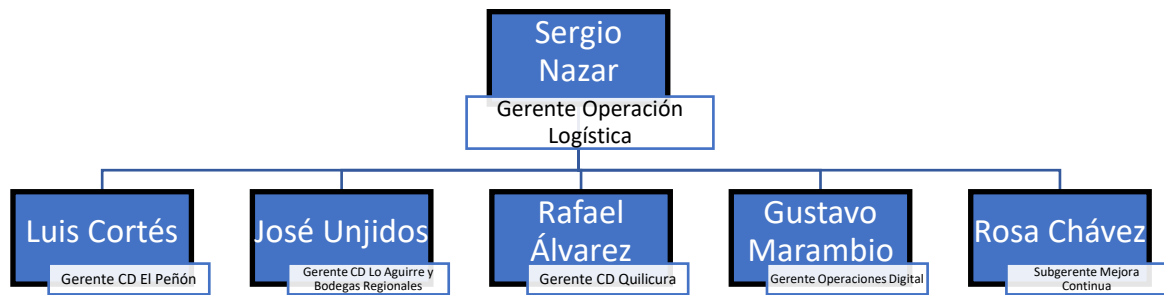 Sergio
Nazar
Gerente Operación
Logística
Luis Cortés
Gerente CD El Peñón
José Unjidos
Gerente CD Lo Aguirre y
Bodegas Regionales
Rafael
Álvarez
Gerente CD Quilicura
Gustavo
Marambio
Gerente Operaciones Digital
Rosa Chávez
Subgerente Mejora
Continua